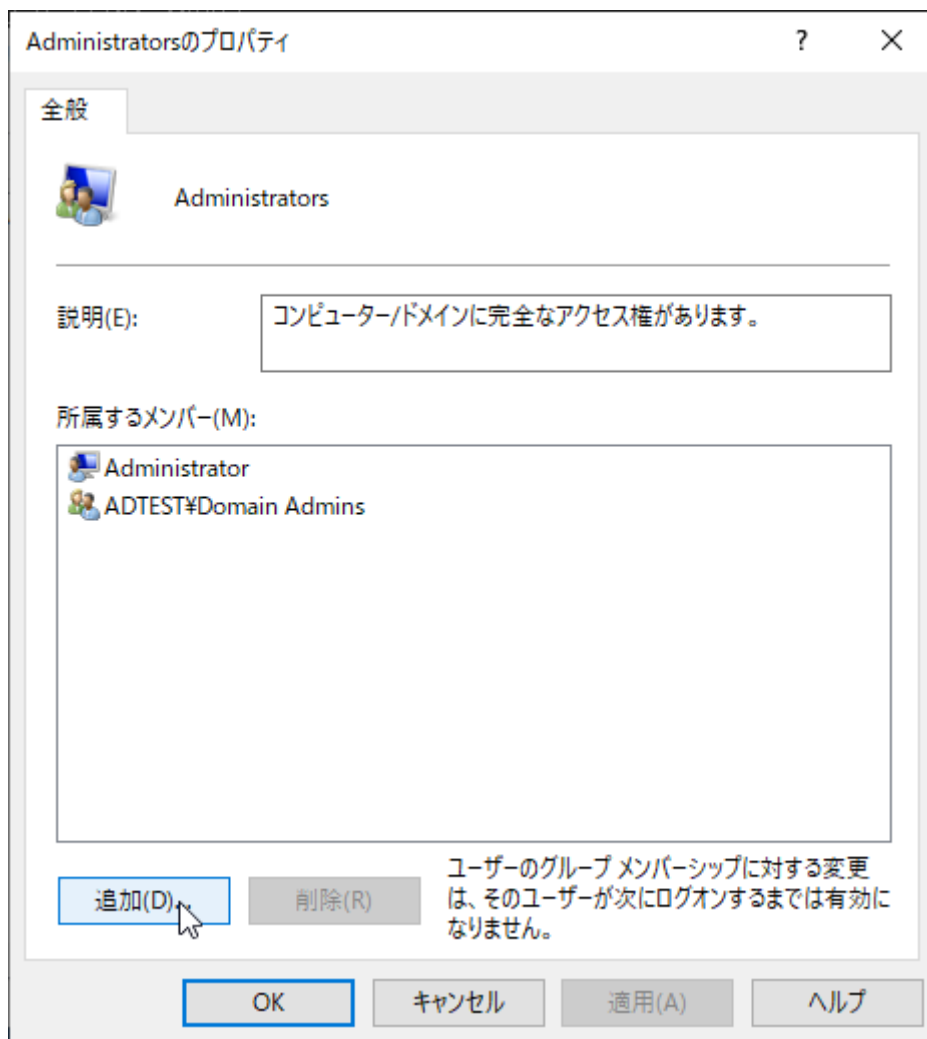 Administratorsのプロパティ
?
全般
Administrators
説明(E):
コンピューター/ドメインに完全なアクセス権があります。
所属するメンバー(M):
Administrator
ADTEST¥Domain Admins
追加(D)...
削除(R)
ユーザーのグループ メンバーシップに対する変更
は、そのユーザーが次にログオンするまでは有効に
なりません。
OK
キャンセル
適用(A)
ヘルプ